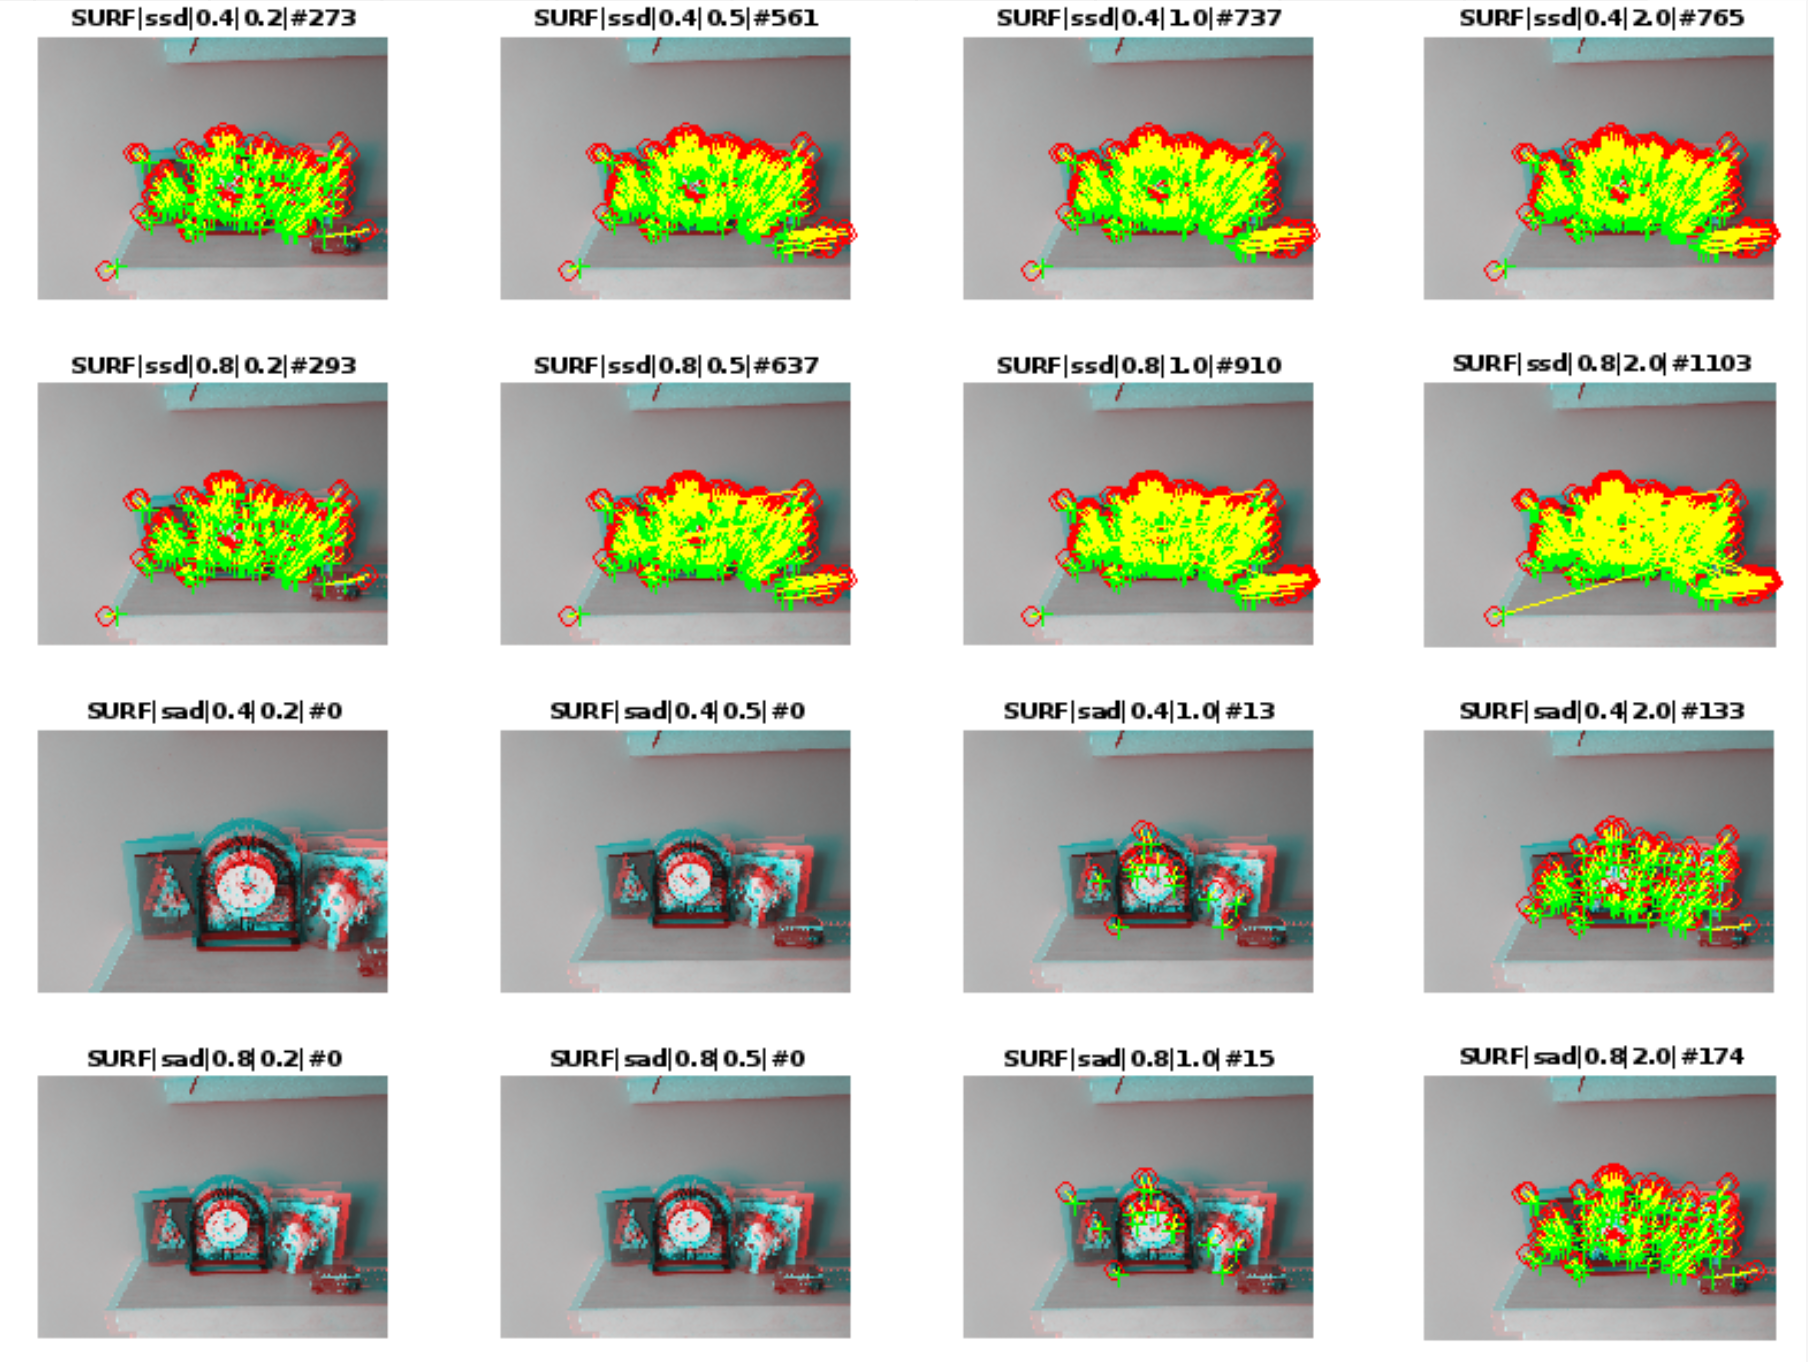 SURF|ssd|0.4|0.2|#273
SURF|ssd|0.4|0.5|#561
SURF|ssd|0.4|1.0|#737
SURF|ssd|0.4|2.0|#765
SURF|ssd|0.8|0.2|#293
SURF|ssd|0.8|0.5|#637
SURF|ssd|0.8|1.0|#910
SURF|ssd|0.8|2.0|#1103
SURF|sad|0.4|0.2|#0
SURF|sad|0.4|0.5|#0
SURF|sad|0.4|1.0|#13
SURF|sad|0.4|2.0|#133
SURF|sad|0.8|0.2|#0
SURF|sad|0.8|0.5|#0
SURF|sad|0.8|1.0|#15
SURF|sad|0.8|2.0|#174